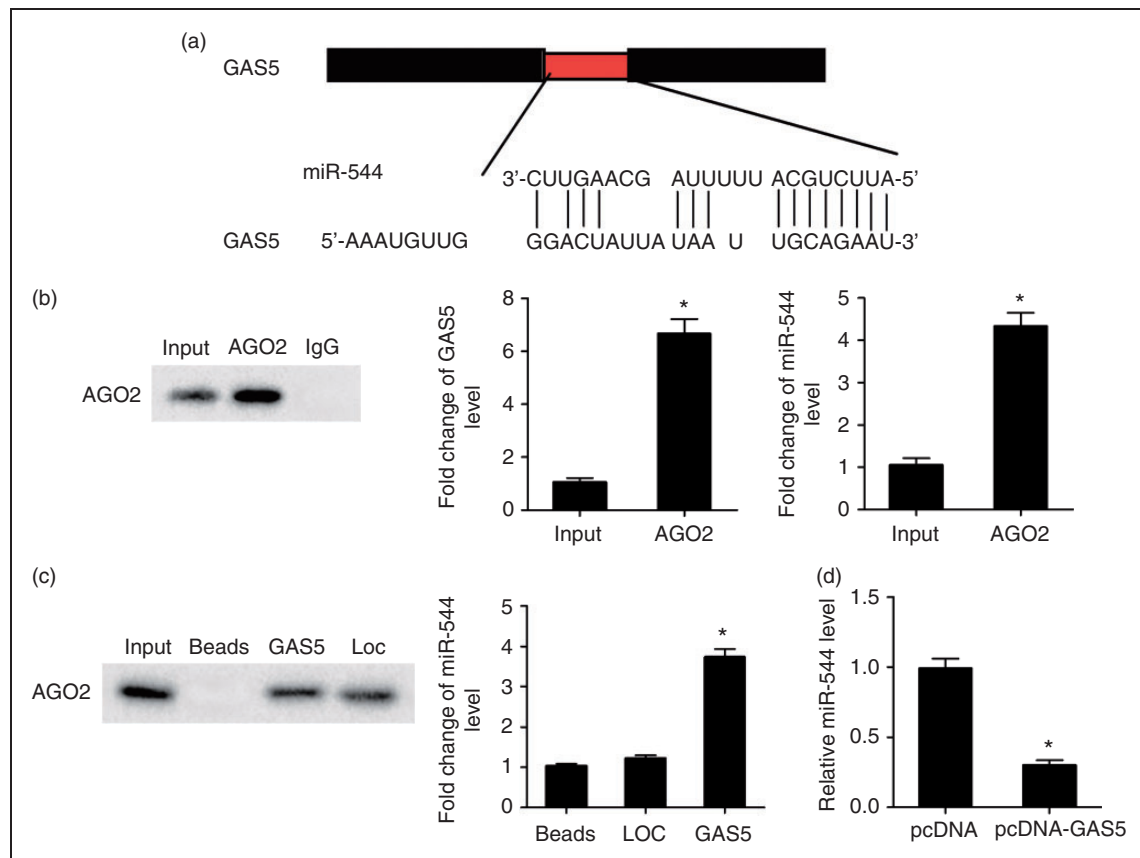 (a)
GAS5
miR-544 3'-CUUGAACG AUUUUU ACGUCUUA-5'
GAS5 5'-AAAUGUUG GGACUAUUA UAA U UGCAGAAU-3'
(b)
Input AGO2 IgG
AGO2
Fold change of GAS5
level
8
6
4
2
0
*
Input AGO2
Fold change of miR-544
level
5
4
3
2
1
0
*
Input AGO2
(c)
Input Beads GAS5 Loc
AGO2
Fold change of miR-544
level
5
4
3
2
1
0
*
Beads LOC GAS5
(d)
Relative miR-544 level
1.5
1.0
0.5
0
*
pcDNA pcDNA-GAS5